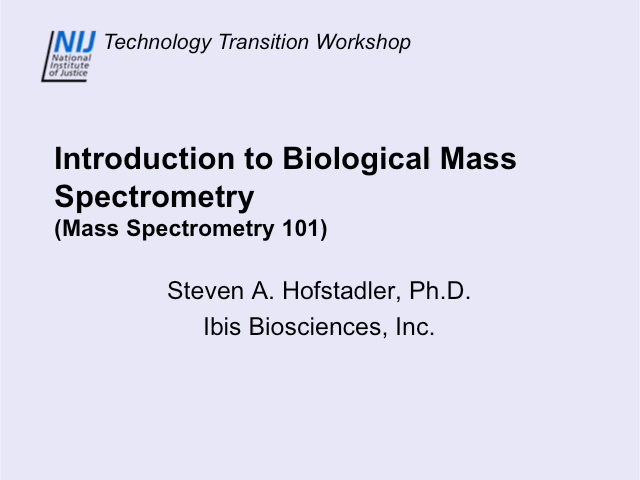 NIJ
National
Institute
of Justice
Technology Transition Workshop
Introduction to Biological Mass
Spectrometry
(Mass Spectrometry 101)
Steven A. Hofstadler, Ph.D.
Ibis Biosciences, Inc.